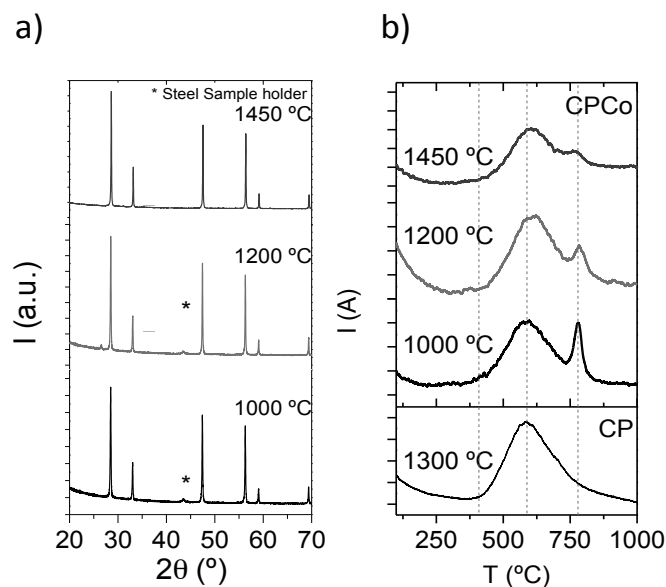 a)
* Steel Sample holder
1450 ºC
1200 ºC
*
1000 ºC
*
I (a.u.)
20 30 40 50 60 70
2θ (º)
b)
CPCo
1450 ºC
1200 ºC
1000 ºC
CP
1300 ºC
I (A)
250 500 750 1000
T (ºC)